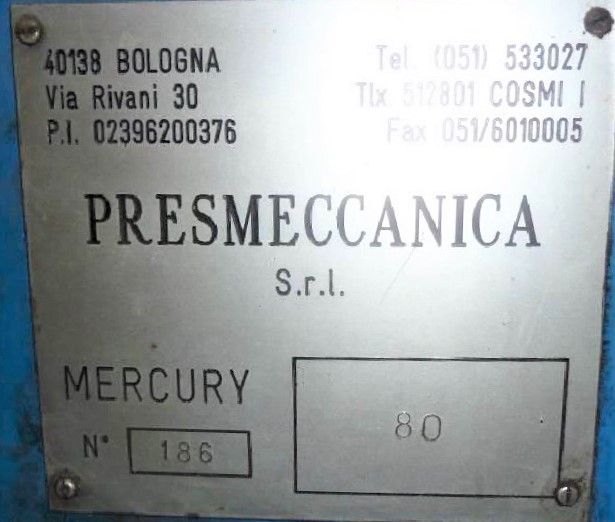 40138 BOLOGNA
Via Rivani 30
P.I. 02396200376
Tel. (051) 533027
Tlx 512801 COSMI I
Fax 051/6010005
PRESMECCANICA
S.r.l.
MERCURY
N° 186
80